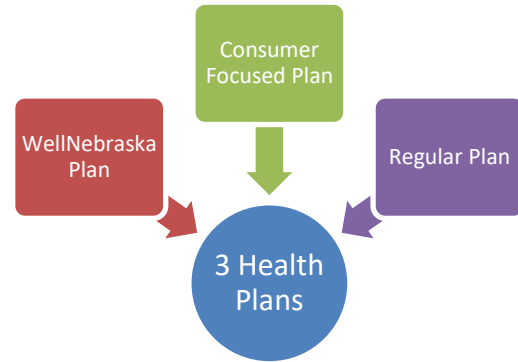 Consumer
Focused Plan
WellNebraska
Plan
Regular Plan
3 Health
Plans